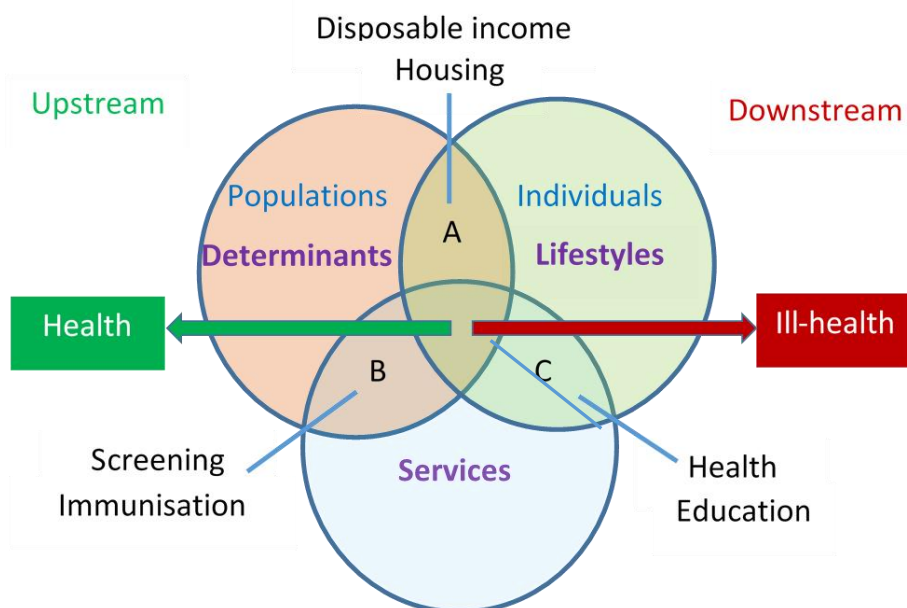 Disposable income
Housing
Upstream
Downstream
Populations
Individuals
Determinants
A
Lifestyles
Health
Ill-health
B
C
Screening
Immunisation
Services
Health
Education